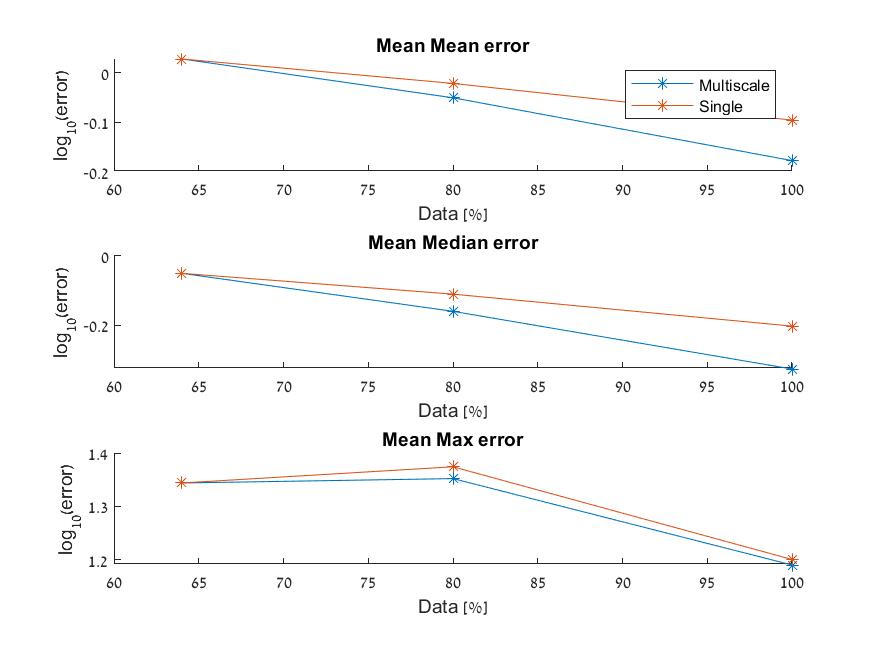 Mean Mean error
log10(error)
0
-0.1
-0.2
60 65 70 75 80 85 90 95 100
Data [%]
Multiscale
Single
Mean Median error
log10(error)
0
-0.2
60 65 70 75 80 85 90 95 100
Data [%]
Mean Max error
log10(error)
1.4
1.3
1.2
60 65 70 75 80 85 90 95 100
Data [%]